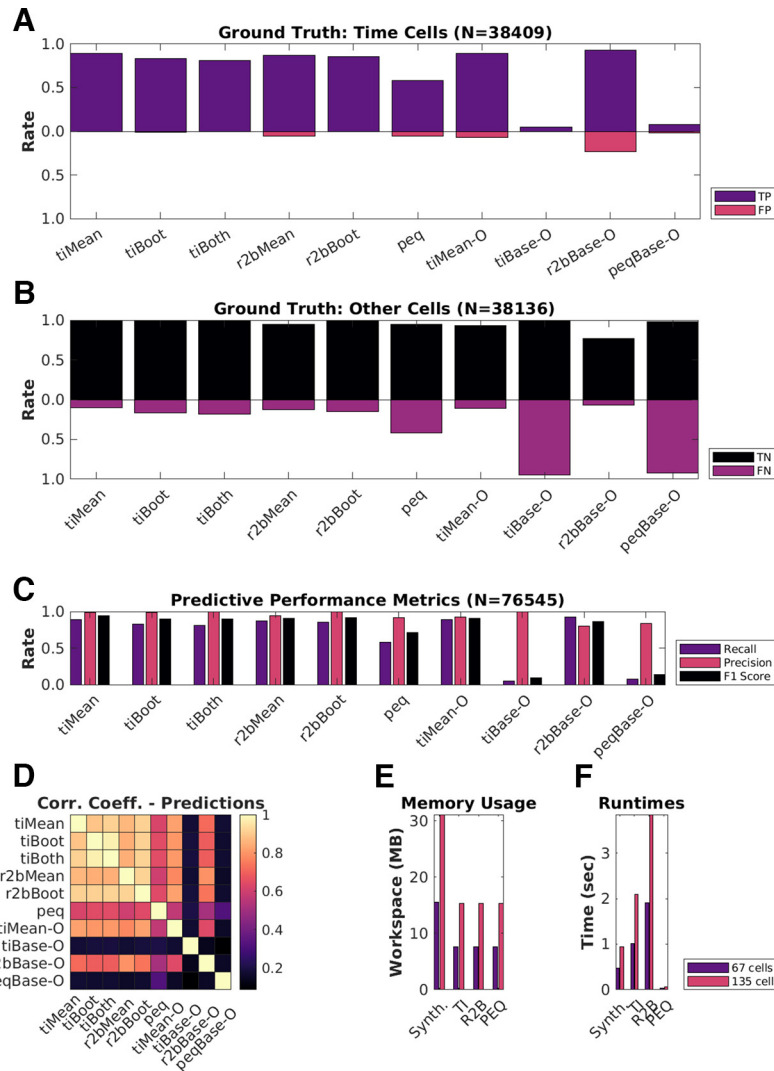 A
Ground Truth: Time Cells (N=38409)
1.0
0.5
0.0
0.5
1.0
Rate
tiMean
tiBoot
tiBoth
r2bMean
r2bBoot
peq
tiMean-O
tiBase-O
r2bBase-O
peqBase-O
TP
FP
B
Ground Truth: Other Cells (N=38136)
1.0
0.5
0.0
0.5
1.0
Rate
tiMean
tiBoot
tiBoth
r2bMean
r2bBoot
peq
tiMean-O
tiBase-O
r2bBase-O
peqBase-O
TN
FN
C
Predictive Performance Metrics (N=76545)
1.0
0.5
0.0
Rate
tiMean
tiBoot
tiBoth
r2bMean
r2bBoot
peq
tiMean-O
tiBase-O
r2bBase-O
peqBase-O
Recall
Precision
F1 Score
D
Corr. Coeff. - Predictions
tiMean
tiBoot
tiBoth
r2bMean
r2bBoot
peq
tiMean-O
tiBase-O
2bBase-O
eqBase-O
tiMean
tiBoot
tiBoth
r2bMean
r2bBoot
peq
tiMean-O
tiBase-O
r2bBase-O
peqBase-O
1
0.8
0.6
0.4
0.2
E
Memory Usage
30
20
10
0
Workspace (MB)
Synth.
TI
R2B
PEQ
F
Runtimes
3
2
1
0
Time (sec)
Synth.
TI
R2B
PEQ
67 cells
135 cell